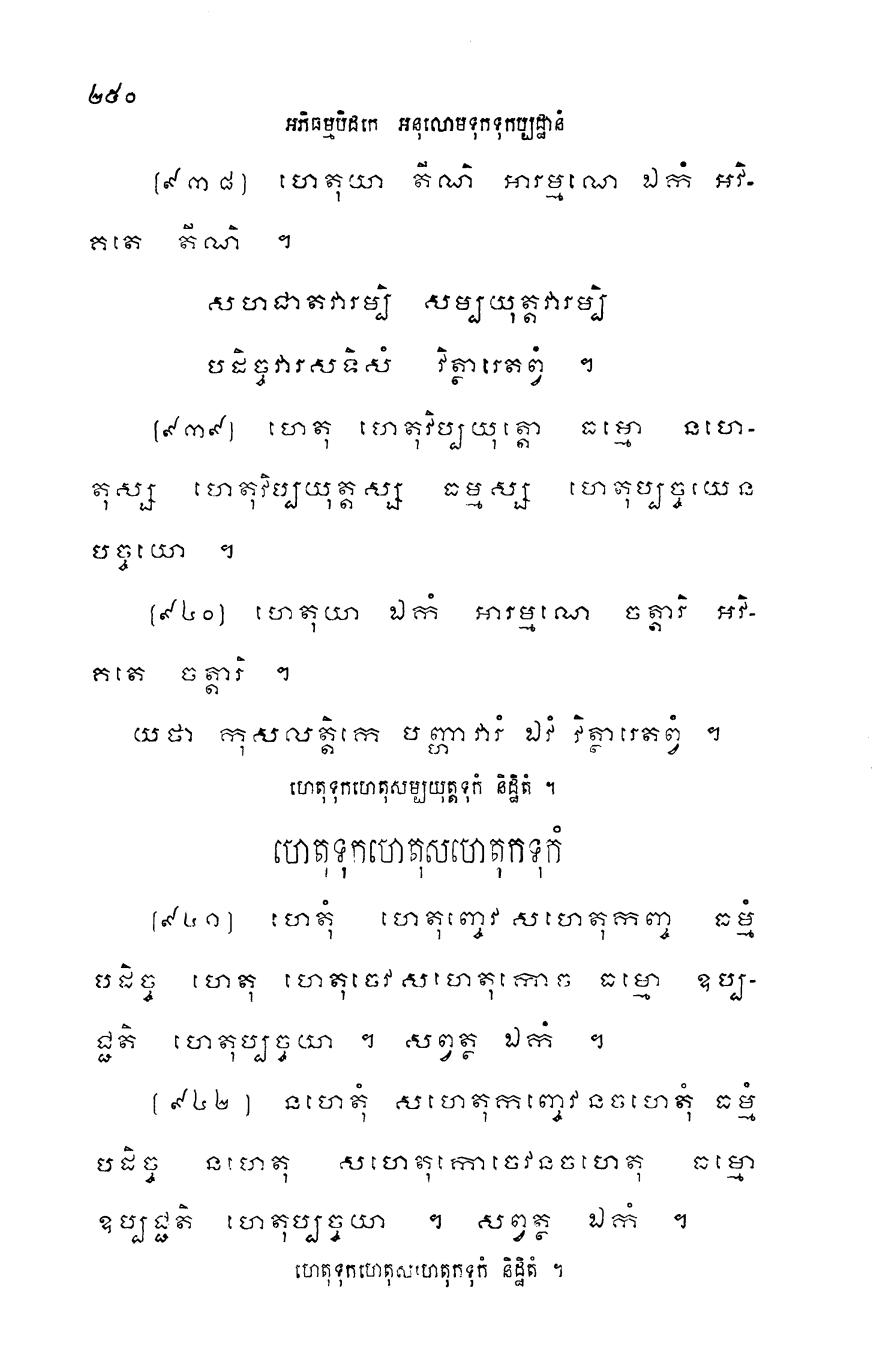 ២៥០
អភិធម្មបិដកេ អនុលោមទុកទុកប្បដ្ឋានំ
[៩៣៨] ហេតុយា តីណិ អារម្មណេ ឯកំ អវិ-
គតេ តីណិ ។
សហជាតវារម្បិ សម្បយុត្តវារម្បិ
បដិច្ចវារសទិសំ វិត្ថារេតព្វំ ។
[៩៣៩] ហេតុ ហេតុវិប្បយុត្តោ ធម្មោ នហេ-
តុស្ស ហេតុវិប្បយុត្តស្ស ធម្មស្ស ហេតុប្បច្ចយេន
បច្ចយោ ។
[៩៤០] ហេតុយា ឯកំ អារម្មណេ ចត្តារិ អវិ-
គតេ ចត្តារិ ។
យថា កុសលត្តិកេ បញ្ហាវារំ ឯវំ វិត្ថារេតព្វំ ។
ហេតុទុកហេតុសម្បយុត្តទុកំ និដ្ឋិតំ ។
ហេតុទុកហេតុសហេតុកទុកំ
[៩៤១] ហេតុំ ហេតុញ្ចេវសហេតុកញ្ច ធម្មំ
បដិច្ច ហេតុ ហេតុចេវសហេតុកោច ធម្មោ ឧប្ប-
ជ្ជតិ ហេតុប្បច្ចយា ។ សព្វត្ថ ឯកំ ។
[៩៤២] នហេតុំ សហេតុកញ្ចេវនចហេតុំ ធម្មំ
បដិច្ច នហេតុ សហេតុកោចេវនចហេតុ ធម្មោ
ឧប្បជ្ជតិ ហេតុប្បច្ចយា ។ សព្វត្ថ ឯកំ ។
ហេតុទុកហេតុសហេតុកទុកំ និដ្ឋិតំ ។